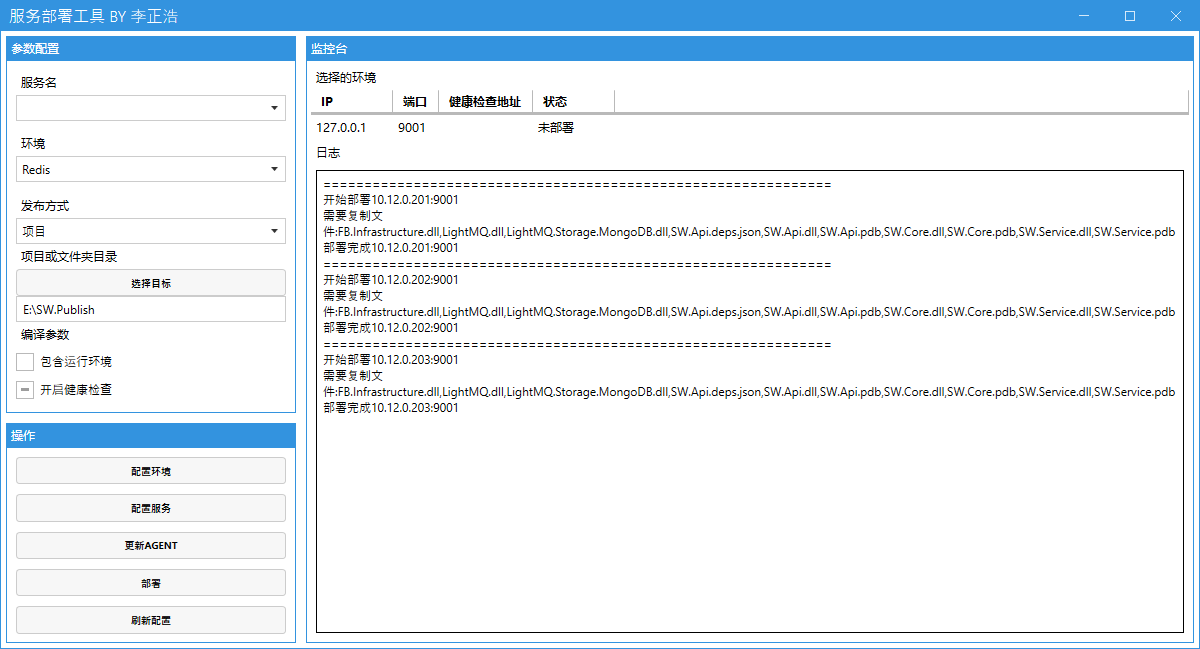 服务部署工具 BY 李正浩
参数配置
服务名
环境
Redis
发布方式
项目
项目或文件夹目录
选择目标
E:\SW.Publish
编译参数
包含运行环境
开启健康检查
操作
配置环境
配置服务
更新AGENT
部署
刷新配置
监控台
选择的环境
IP 端口 健康检查地址 状态
127.0.0.1 9001 未部署
日志
==============================================================
开始部署10.12.0.201:9001
需要复制文
件:FB.Infrastructure.dll,LightMQ.dll,LightMQ.Storage.MongoDB.dll,SW.Api.deps.json,SW.Api.dll,SW.Api.pdb,SW.Core.dll,SW.Core.pdb,SW.Service.dll,SW.Service.pdb
部署完成10.12.0.201:9001
==============================================================
开始部署10.12.0.202:9001
需要复制文
件:FB.Infrastructure.dll,LightMQ.dll,LightMQ.Storage.MongoDB.dll,SW.Api.deps.json,SW.Api.dll,SW.Api.pdb,SW.Core.dll,SW.Core.pdb,SW.Service.dll,SW.Service.pdb
部署完成10.12.0.202:9001
==============================================================
开始部署10.12.0.203:9001
需要复制文
件:FB.Infrastructure.dll,LightMQ.dll,LightMQ.Storage.MongoDB.dll,SW.Api.deps.json,SW.Api.dll,SW.Api.pdb,SW.Core.dll,SW.Core.pdb,SW.Service.dll,SW.Service.pdb
部署完成10.12.0.203:9001